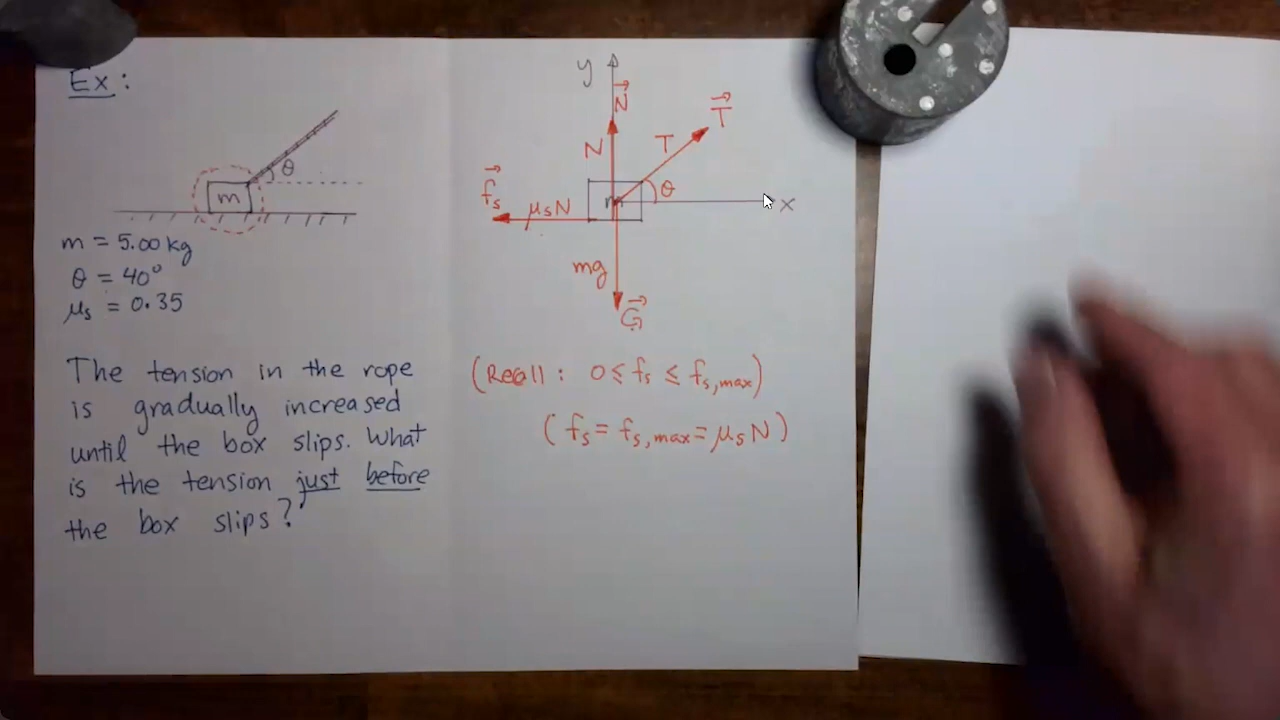 Ex:
θ
m
m = 5.00 kg
θ = 40°
μs = 0.35
The tension in the rope
is gradually increased
until the box slips. What
is the tension just before
the box slips?
y
N⃗
T⃗
N
T
θ
f⃗s
μsN
m
x
mg
G⃗
(Recall: 0 ≤ fs ≤ fs,max)
(fs = fs,max = μsN)